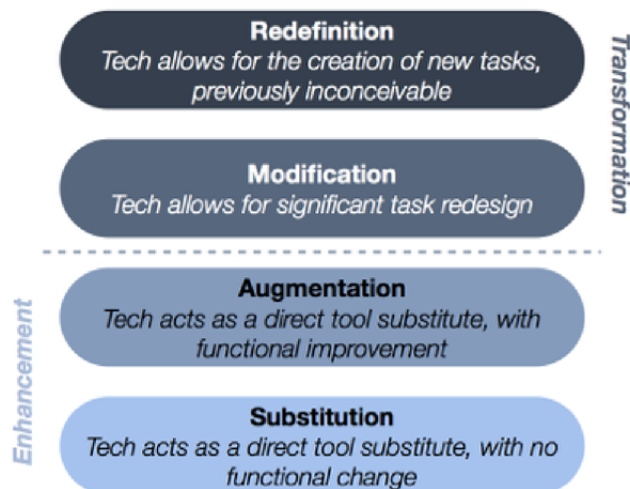 Redefinition
Tech allows for the creation of new tasks,
previously inconceivable
Transformation
Modification
Tech allows for significant task redesign
Augmentation
Tech acts as a direct tool substitute, with
functional improvement
Enhancement
Substitution
Tech acts as a direct tool substitute, with no
functional change